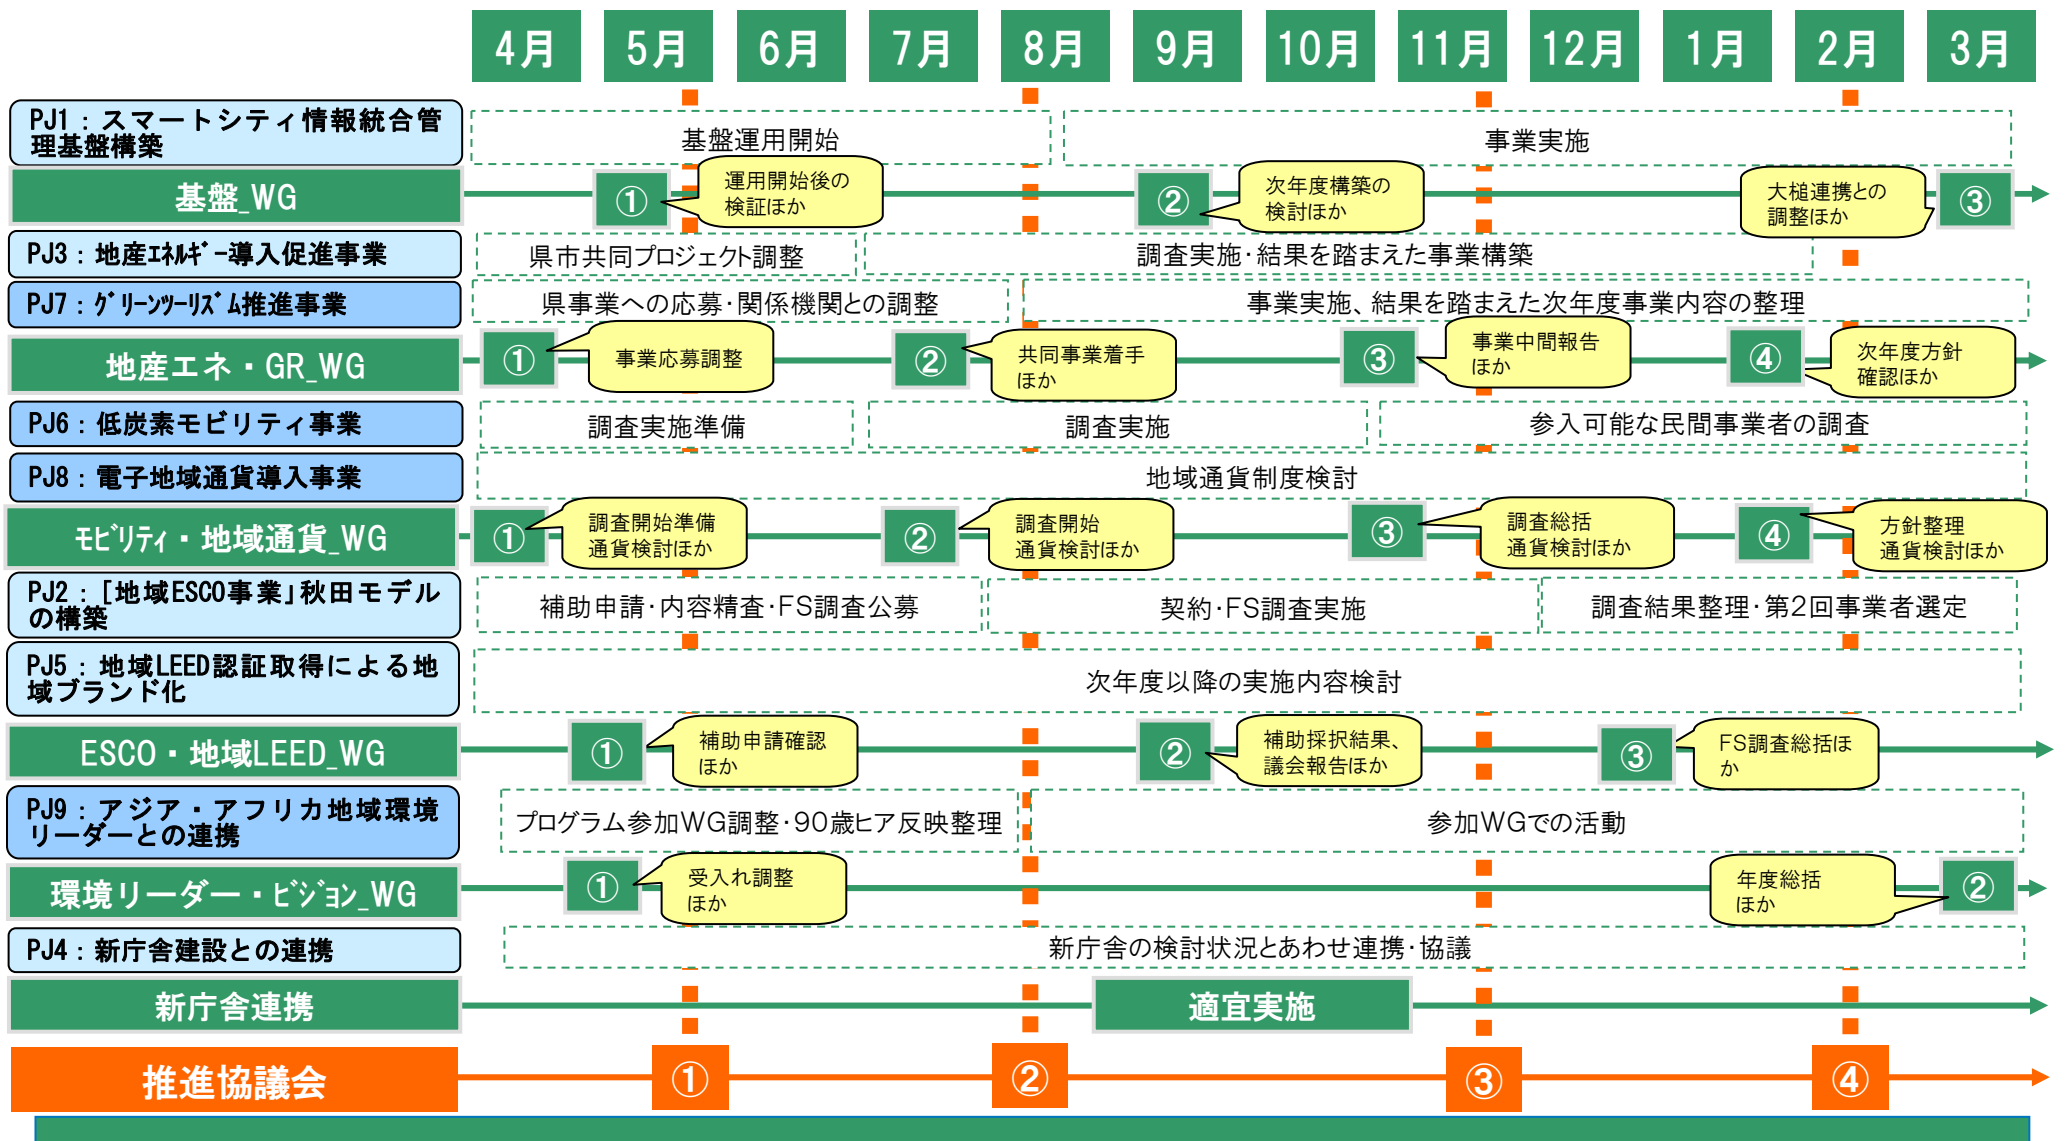 4月 5月 6月 7月 8月 9月 10月 11月 12月 1月 2月 3月
PJ1：スマートシティ情報統合管
理基盤構築
基盤運用開始
事業実施
基盤_WG
①
運用開始後の
検証ほか
②
次年度構築の
検討ほか
大槌連携との
調整ほか
③
PJ3：地産ｴﾈﾙｷﾞｰ導入促進事業
県市共同プロジェクト調整
調査実施・結果を踏まえた事業構築
PJ7：ｸﾞﾘｰﾝﾂｰﾘｽﾞﾑ推進事業
県事業への応募・関係機関との調整
事業実施、結果を踏まえた次年度事業内容の整理
地産エネ・GR_WG
①
事業応募調整
②
共同事業着手
ほか
③
事業中間報告
ほか
④
次年度方針
確認ほか
PJ6：低炭素モビリティ事業
調査実施準備
調査実施
参入可能な民間事業者の調査
PJ8：電子地域通貨導入事業
地域通貨制度検討
ﾓﾋﾞﾘﾃｨ・地域通貨_WG
①
調査開始準備
通貨検討ほか
②
調査開始
通貨検討ほか
③
調査総括
通貨検討ほか
④
方針整理
通貨検討ほか
PJ2：［地域ESCO事業」秋田モデル
の構築
補助申請・内容精査・FS調査公募
契約・FS調査実施
調査結果整理・第2回事業者選定
PJ5：地域LEED認証取得による地
域ブランド化
次年度以降の実施内容検討
ESCO・地域LEED_WG
①
補助申請確認
ほか
②
補助採択結果、
議会報告ほか
③
FS調査総括ほ
か
PJ9：アジア・アフリカ地域環境
リーダーとの連携
プログラム参加WG調整・90歳ヒア反映整理
参加WGでの活動
環境リーダー・ﾋﾞｼﾞｮﾝ_WG
①
受入れ調整
ほか
年度総括
ほか
②
PJ4：新庁舎建設との連携
新庁舎の検討状況とあわせ連携・協議
新庁舎連携
適宜実施
推進協議会
①
②
③
④